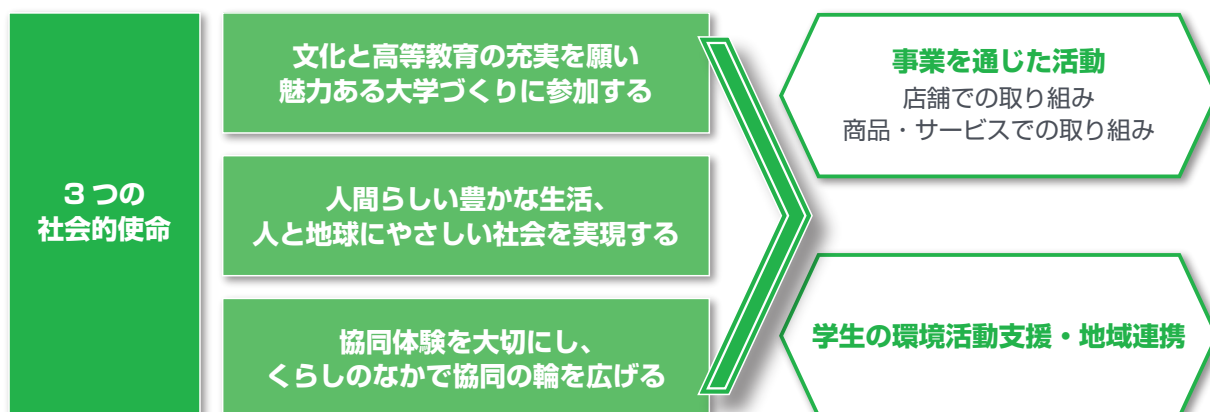 3つの
社会的使命
文化と高等教育の充実を願い
魅力ある大学づくりに参加する
人間らしい豊かな生活、
人と地球にやさしい社会を実現する
協同体験を大切にし、
くらしのなかで協同の輪を広げる
事業を通じた活動
店舗での取り組み
商品・サービスでの取り組み
学生の環境活動支援・地域連携